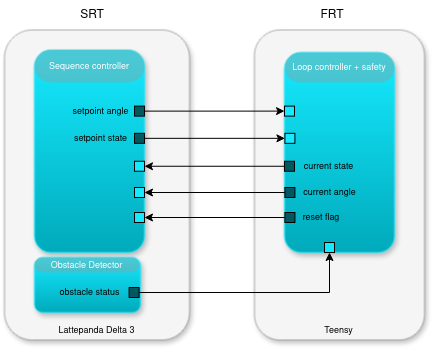 SRT
FRT
Sequence controller
Loop controller + safety
setpoint angle
setpoint state
current state
current angle
reset flag
Obstacle Detector
obstacle status
Lattepanda Delta 3
Teensy